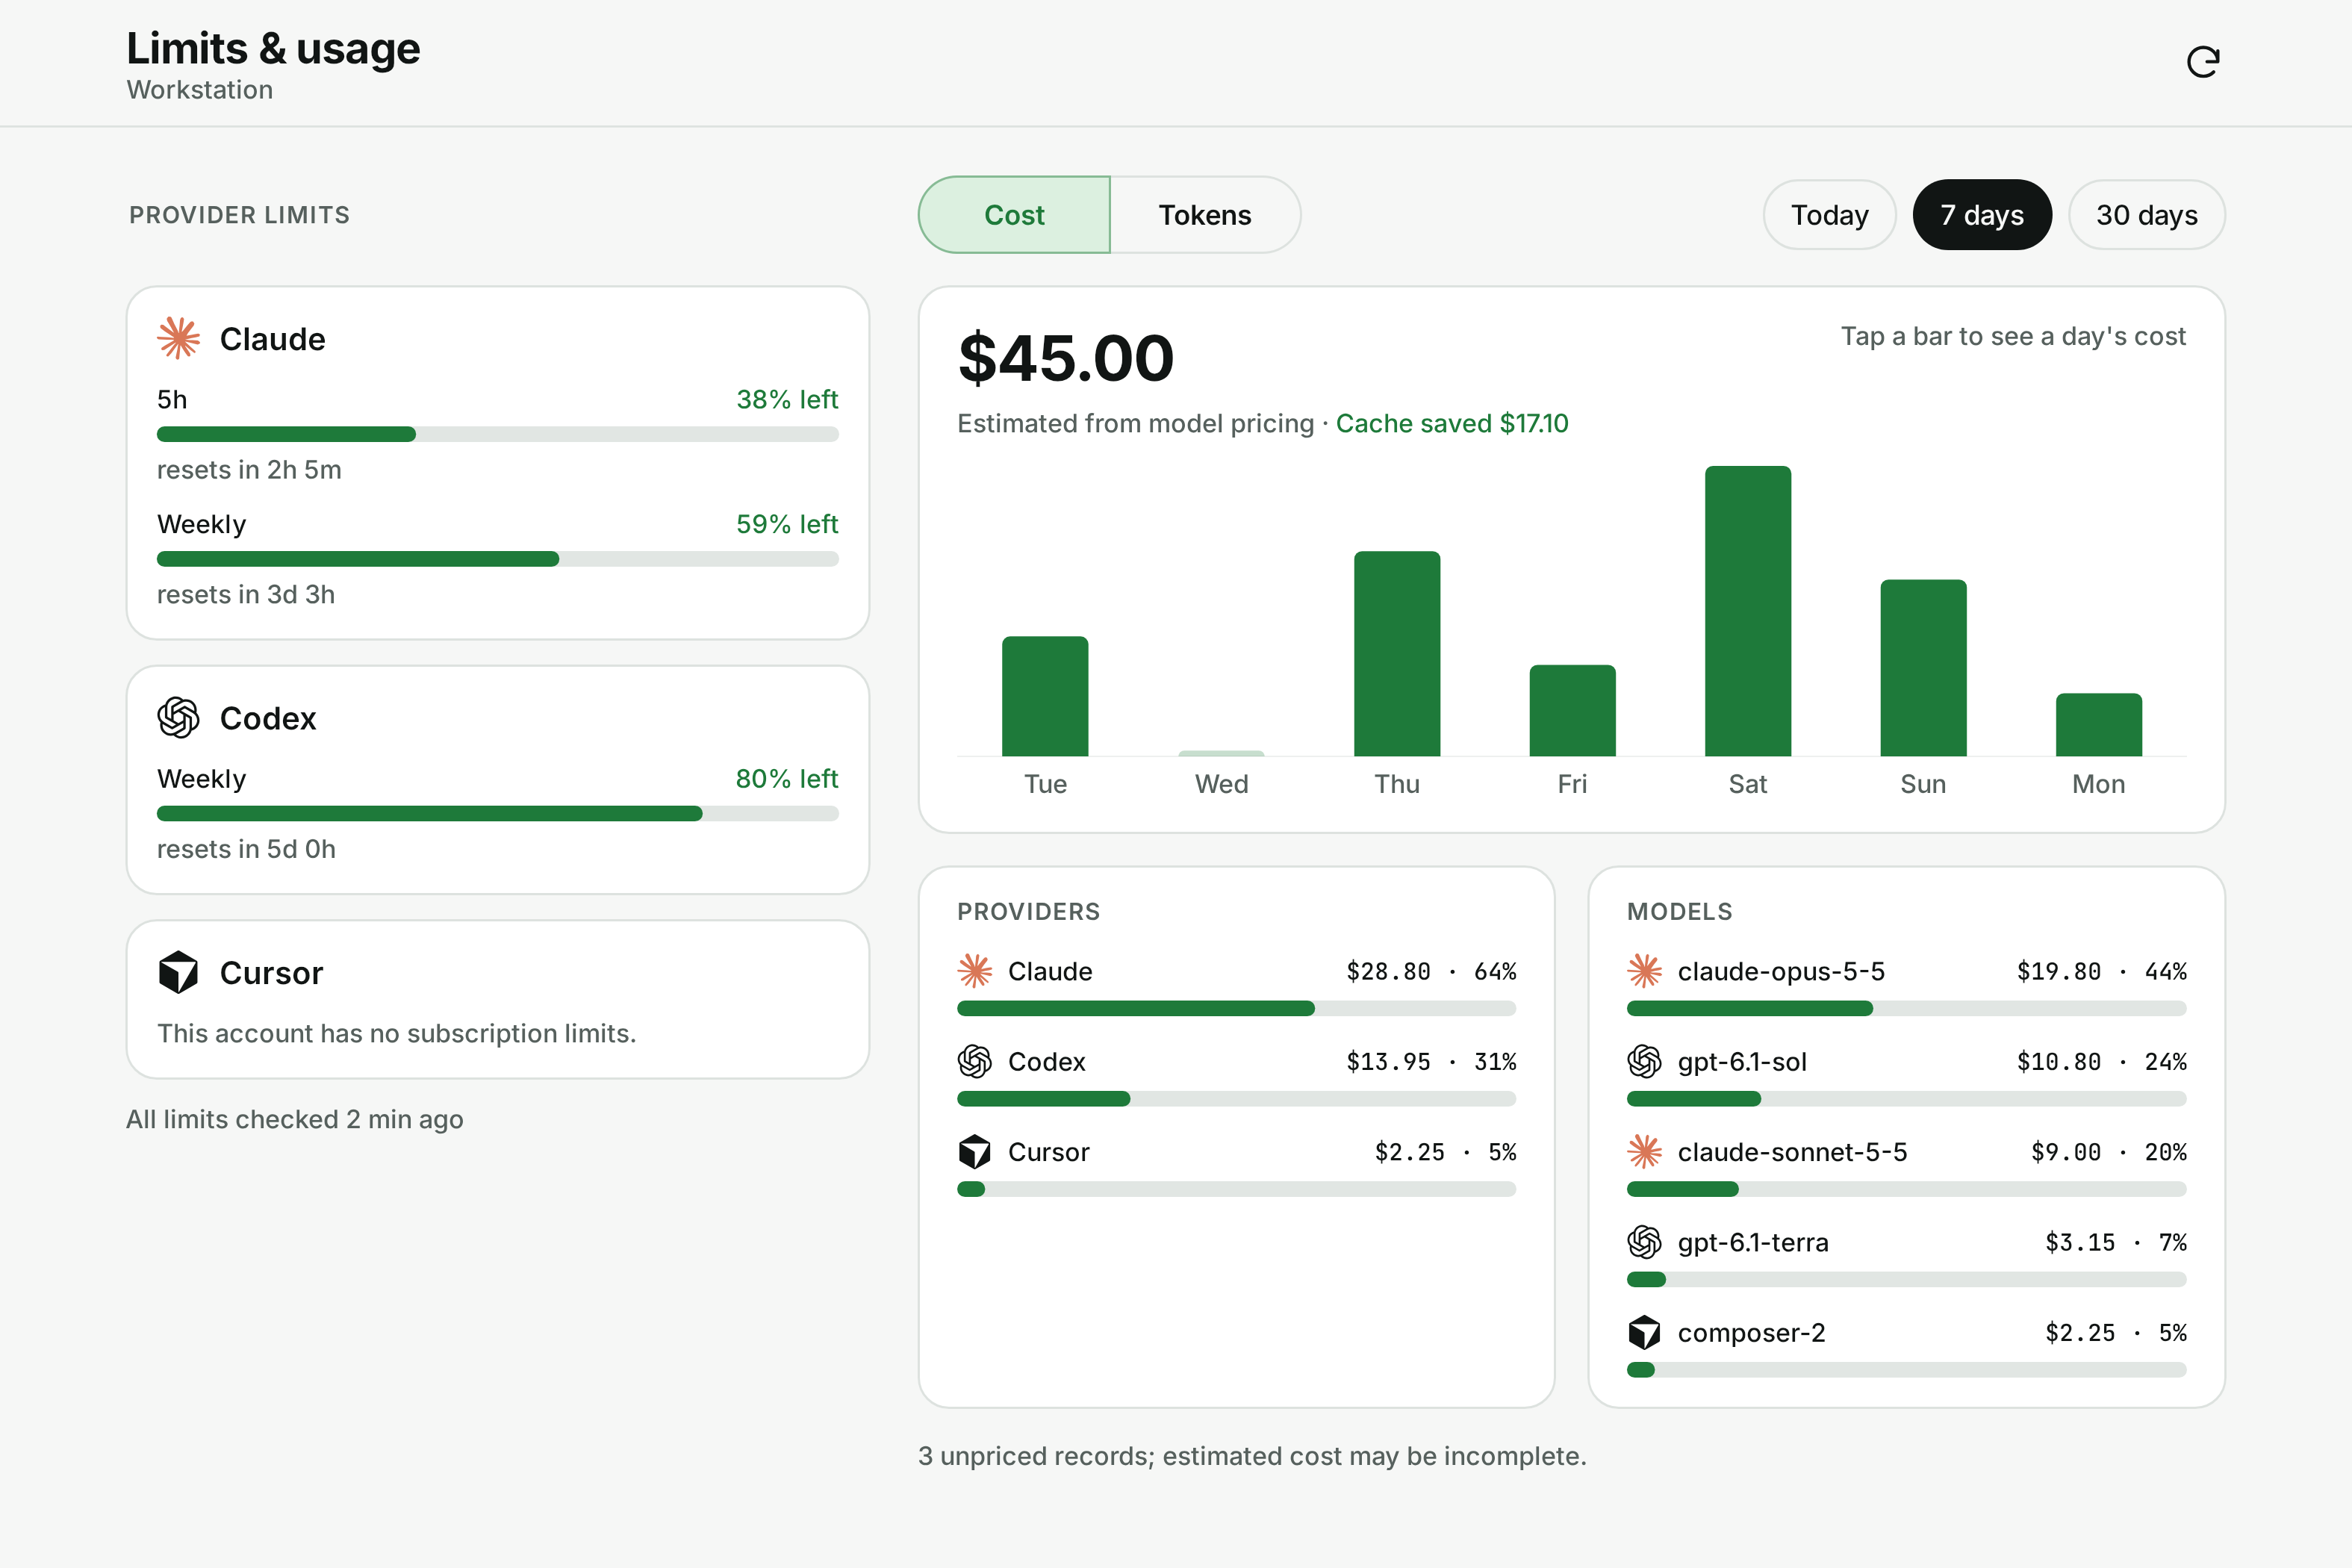 Limits & usage
Workstation
PROVIDER LIMITS
Claude
5h 38% left
resets in 2h 5m
Weekly 59% left
resets in 3d 3h
Codex
Weekly 80% left
resets in 5d 0h
Cursor
This account has no subscription limits.
All limits checked 2 min ago
Cost Tokens
Today 7 days 30 days
$45.00
Tap a bar to see a day's cost
Estimated from model pricing · Cache saved $17.10
Tue Wed Thu Fri Sat Sun Mon
PROVIDERS
Claude $28.80 · 64%
Codex $13.95 · 31%
Cursor $2.25 · 5%
MODELS
claude-opus-5-5 $19.80 · 44%
gpt-6.1-sol $10.80 · 24%
claude-sonnet-5-5 $9.00 · 20%
gpt-6.1-terra $3.15 · 7%
composer-2 $2.25 · 5%
3 unpriced records; estimated cost may be incomplete.